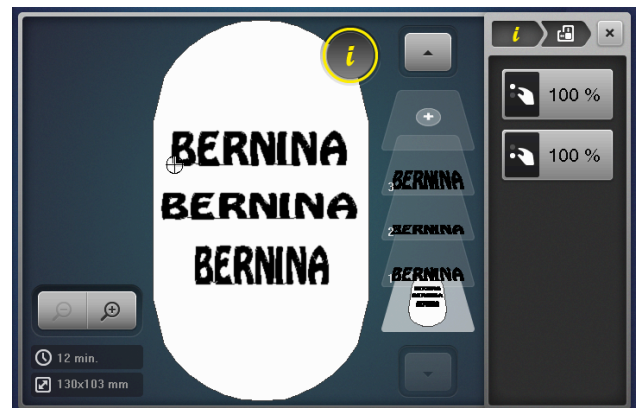 i
i
×
100 %
100 %
BERNINA
BERNINA
BERNINA
+
3
BERNINA
2
BERNINA
1
BERNINA
12 min.
130x103 mm